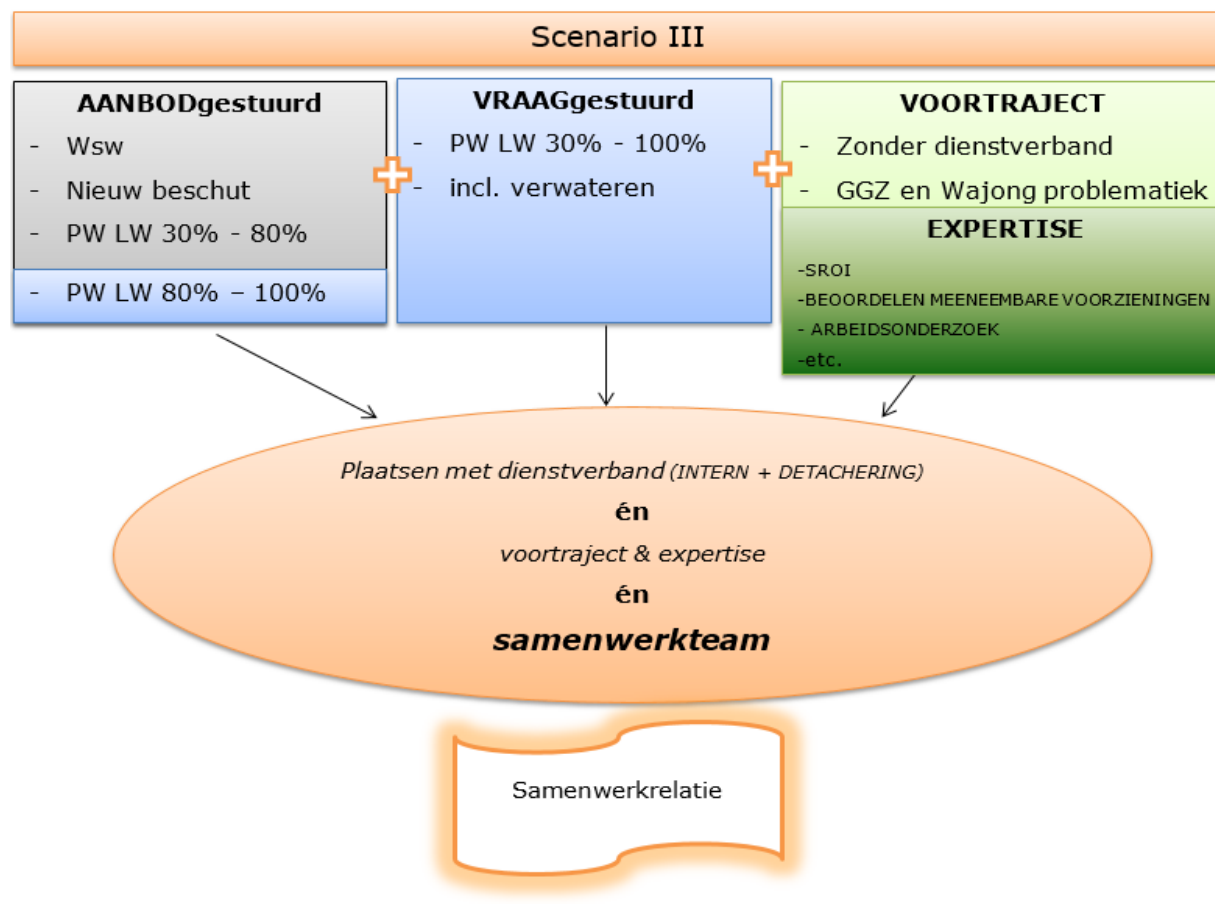 Scenario III
AANBODgestuurd
- Wsw
- Nieuw beschut
- PW LW 30% - 80%
- PW LW 80% – 100%
VRAAGgestuurd
- PW LW 30% - 100%
- incl. verwateren
VOORTRAJECT
- Zonder dienstverband
- GGZ en Wajong problematiek
EXPERTISE
-SROI
-BEOORDELEN MEENEEMBARE VOORZIENINGEN
- ARBEIDSONDERZOEK
-etc.
Plaatsen met dienstverband (INTERN + DETACHERING)
én
voortraject & expertise
én
samenwerkteam
Samenwerkrelatie